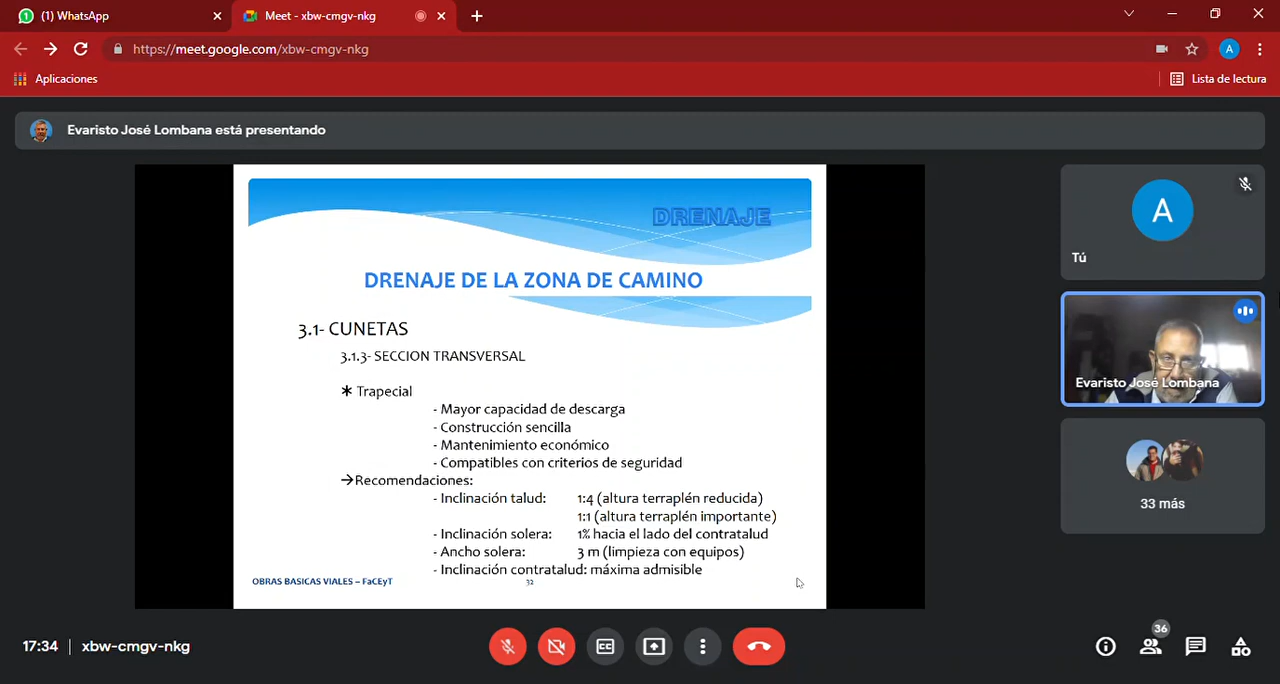 (1) WhatsApp
Meet - xbw-cmgv-nkg
https://meet.google.com/xbw-cmgv-nkg
A
Aplicaciones
Lista de lectura
Evaristo José Lombana está presentando
DRENAJE
DRENAJE DE LA ZONA DE CAMINO
3.1- CUNETAS
3.1.3- SECCION TRANSVERSAL
* Trapecial
- Mayor capacidad de descarga
- Construcción sencilla
- Mantenimiento económico
- Compatibles con criterios de seguridad
→Recomendaciones:
- Inclinación talud: 1:4 (altura terraplén reducida)
1:1 (altura terraplén importante)
- Inclinación solera: 1% hacia el lado del contratalud
- Ancho solera: 3 m (limpieza con equipos)
- Inclinación contratalud: máxima admisible
OBRAS BASICAS VIALES – FaCEyT
32
A
Tú
Evaristo José Lombana
33 más
17:34 | xbw-cmgv-nkg
CC
36